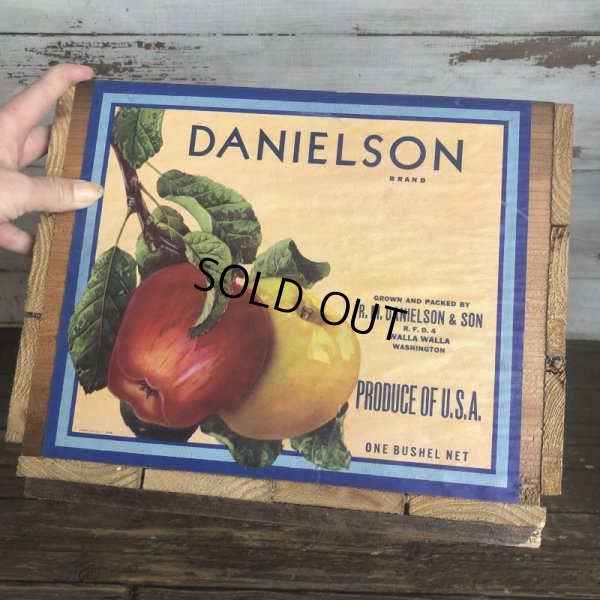 DANIELSON
BRAND
SOLD OUT
GROWN AND PACKED BY
R. M. DANIELSON & SON
R. F. D. 4
WALLA WALLA
WASHINGTON
PRODUCE OF U.S.A.
ONE BUSHEL NET